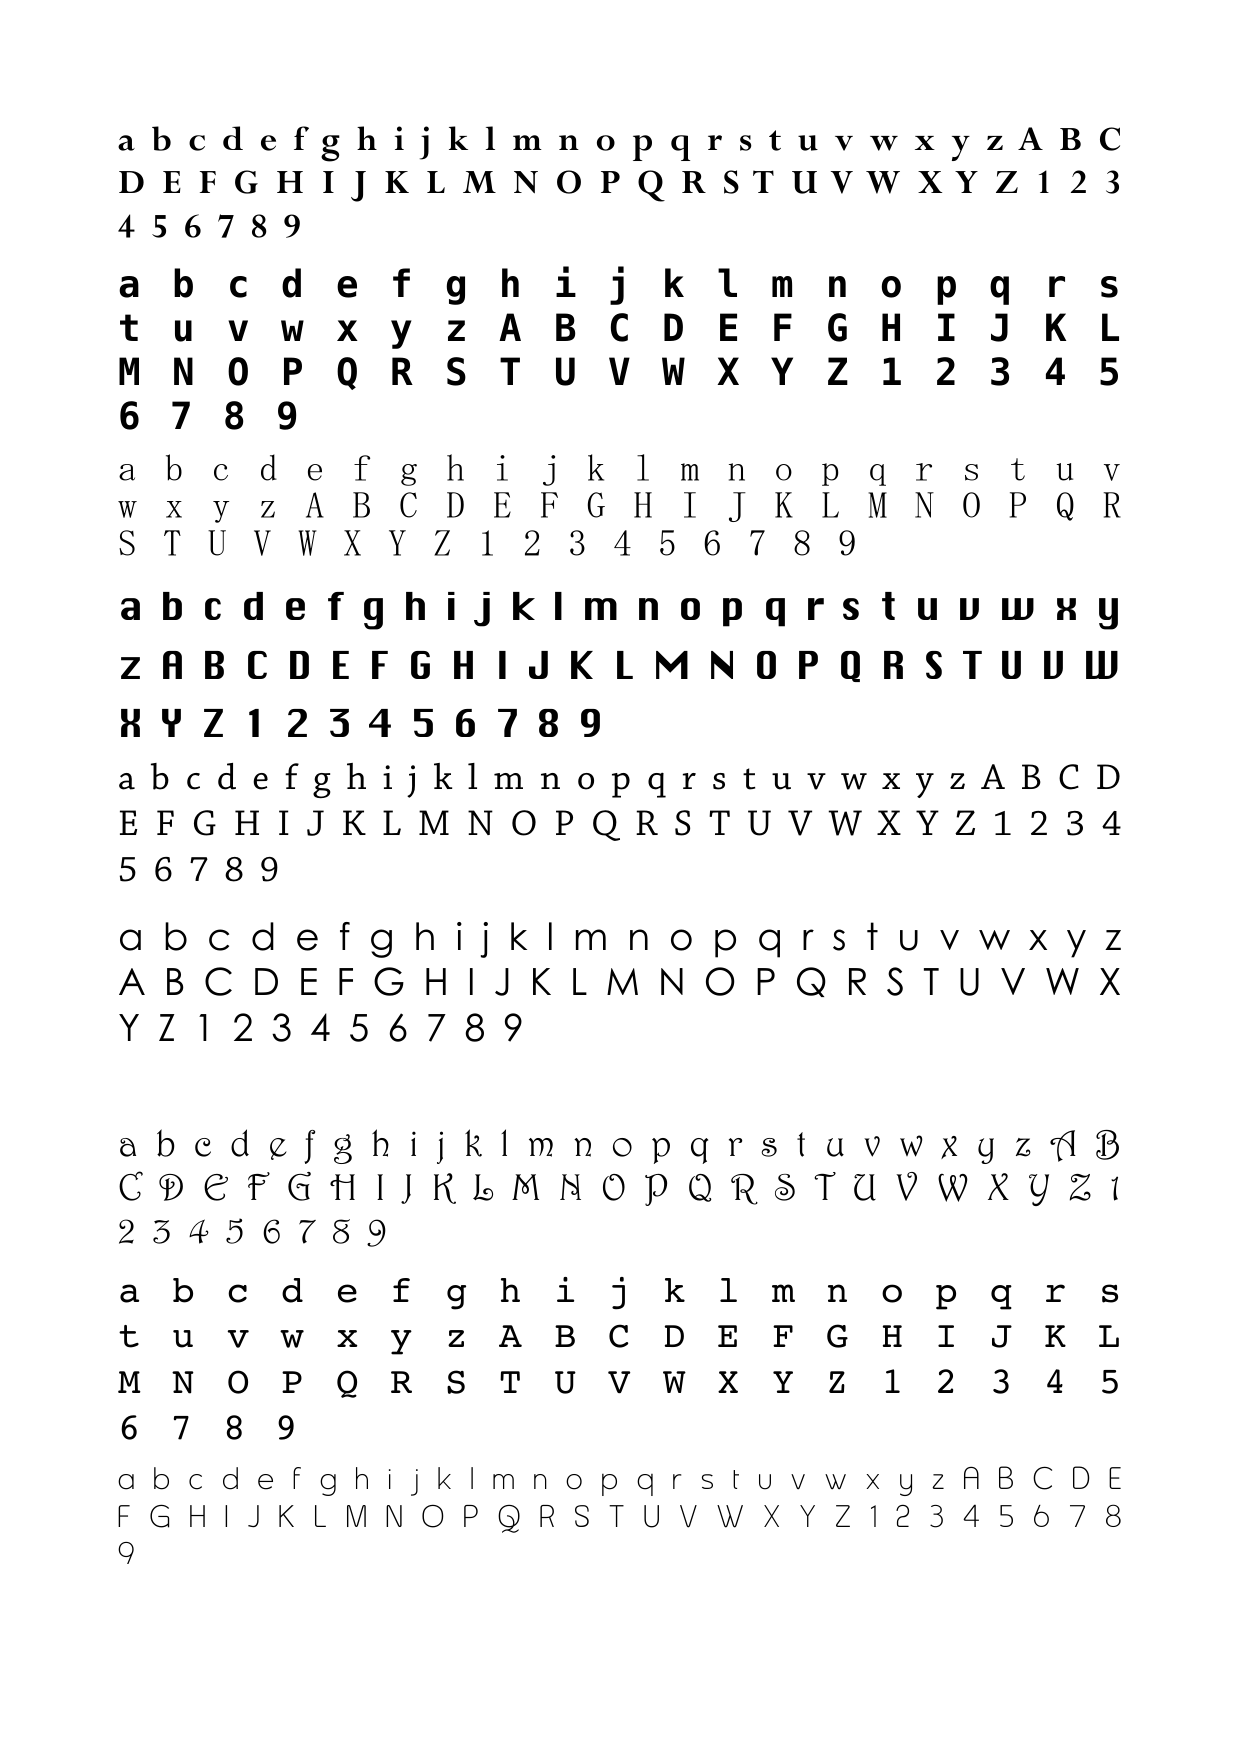 a b c d e f g h i j k l m n o p q r s t u v w x y z A B C
D E F G H I J K L M N O P Q R S T U V W X Y Z 1 2 3
4 5 6 7 8 9
a b c d e f g h i j k l m n o p q r s
t u v w x y z A B C D E F G H I J K L
M N O P Q R S T U V W X Y Z 1 2 3 4 5
6 7 8 9
a b c d e f g h i j k l m n o p q r s t u v
w x y z A B C D E F G H I J K L M N O P Q R
S T U V W X Y Z 1 2 3 4 5 6 7 8 9
a b c d e f g h i j k l m n o p q r s t u v w x y
z A B C D E F G H I J K L M N O P Q R S T U V W
X Y Z 1 2 3 4 5 6 7 8 9
a b c d e f g h i j k l m n o p q r s t u v w x y z A B C D
E F G H I J K L M N O P Q R S T U V W X Y Z 1 2 3 4
5 6 7 8 9
a b c d e f g h i j k l m n o p q r s t u v w x y z
A B C D E F G H I J K L M N O P Q R S T U V W X
Y Z 1 2 3 4 5 6 7 8 9
a b c d e f g h i j k l m n o p q r s t u v w x y z A B
C D E F G H I J K L M N O P Q R S T U V W X Y Z 1
2 3 4 5 6 7 8 9
a b c d e f g h i j k l m n o p q r s
t u v w x y z A B C D E F G H I J K L
M N O P Q R S T U V W X Y Z 1 2 3 4 5
6 7 8 9
a b c d e f g h i j k l m n o p q r s t u v w x y z A B C D E
F G H I J K L M N O P Q R S T U V W X Y Z 1 2 3 4 5 6 7 8
9